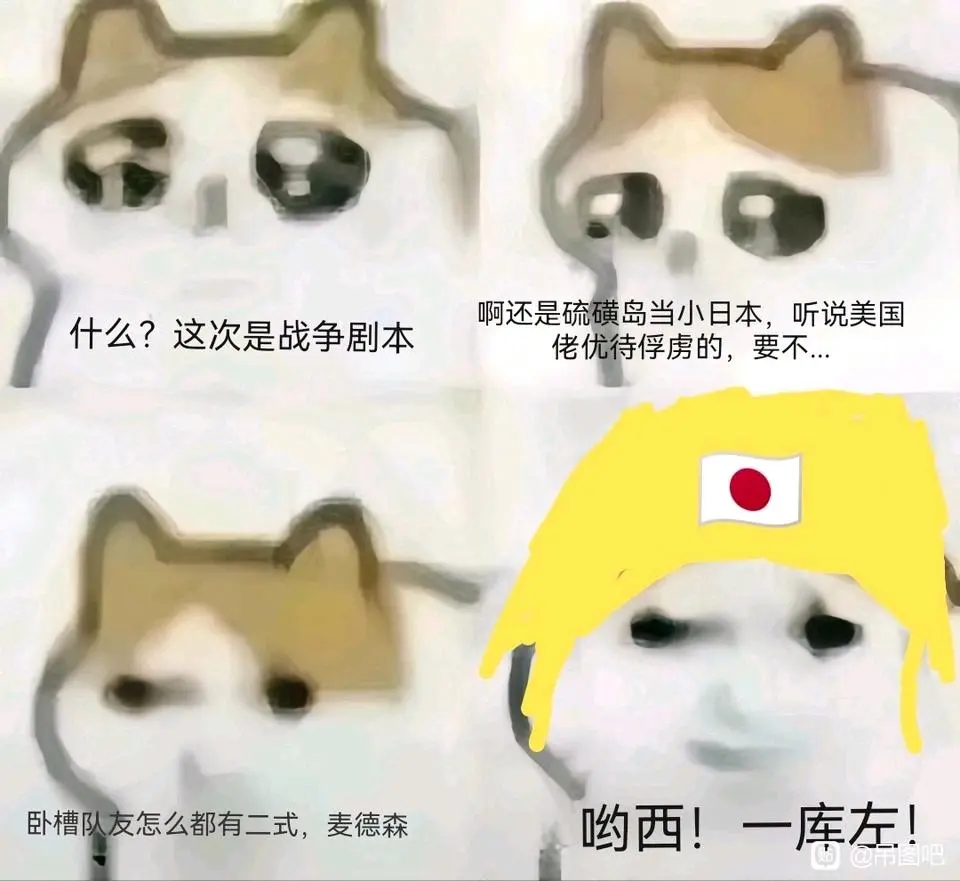 什么？这次是战争剧本
啊还是硫磺岛当小日本，听说美国
佬优待俘虏的，要不...
卧槽队友怎么都有二式，麦德森
哟西！ 一库左！
@吊图吧